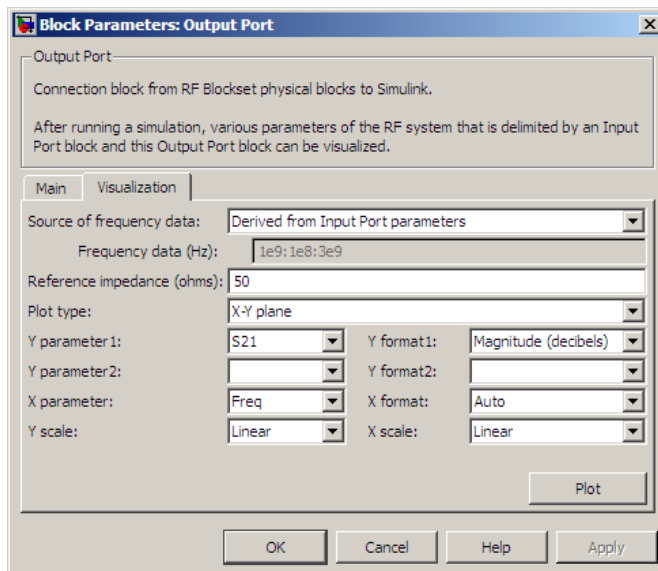 Block Parameters: Output Port
Output Port
Connection block from RF Blockset physical blocks to Simulink.
After running a simulation, various parameters of the RF system that is delimited by an Input
Port block and this Output Port block can be visualized.
Main Visualization
Source of frequency data: Derived from Input Port parameters
Frequency data (Hz): 1e9:1e8:3e9
Reference impedance (ohms): 50
Plot type: X-Y plane
Y parameter1: S21 Y format1: Magnitude (decibels)
Y parameter2: Y format2:
X parameter: Freq X format: Auto
Y scale: Linear X scale: Linear
Plot
OK Cancel Help Apply